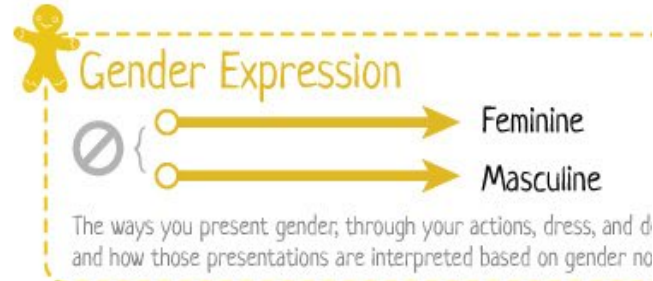 Gender Expression
Feminine
Masculine
The ways you present gender, through your actions, dress, and
and how those presentations are interpreted based on gender